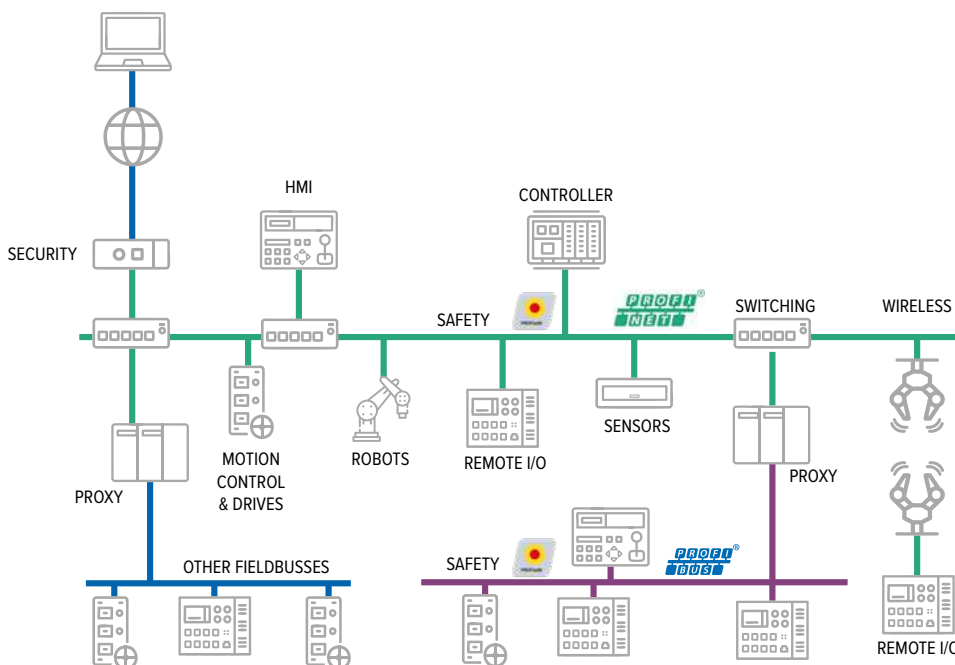 HMI
CONTROLLER
SECURITY
SAFETY
PROFI
NET
®
SWITCHING
WIRELESS
SENSORS
MOTION
CONTROL
& DRIVES
ROBOTS
REMOTE I/O
PROXY
PROXY
OTHER FIELDBUSSES
SAFETY
PROFI
BUS
®
REMOTE I/O